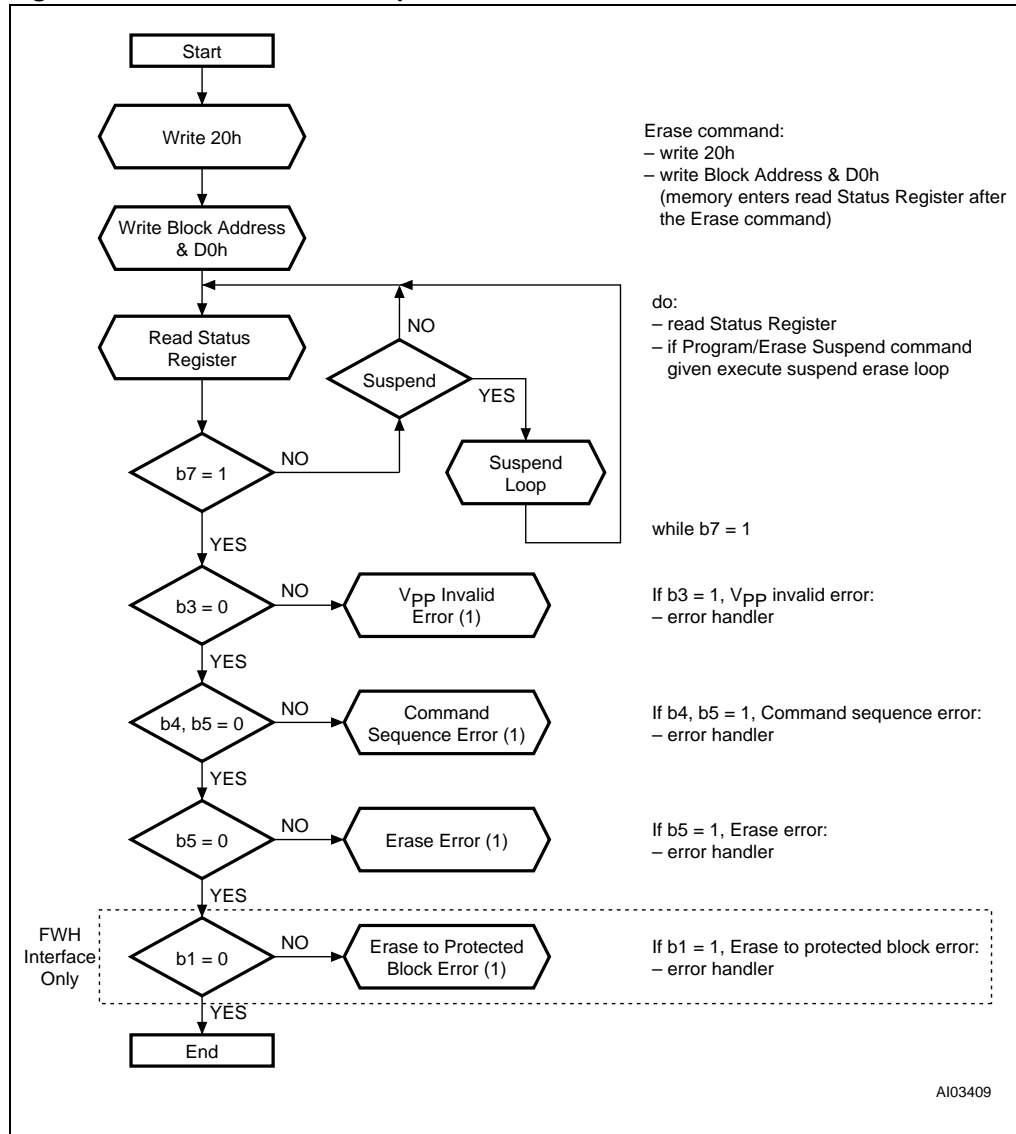 Start
Write 20h
Write Block Address
& D0h
Read Status
Register
b7 = 1
NO
YES
Suspend
NO
YES
Suspend
Loop
b3 = 0
NO
YES
VPP Invalid
Error (1)
b4, b5 = 0
NO
YES
Command
Sequence Error (1)
b5 = 0
NO
YES
Erase Error (1)
FWH
Interface
Only
b1 = 0
NO
YES
Erase to Protected
Block Error (1)
End
Erase command:
– write 20h
– write Block Address & D0h
(memory enters read Status Register after
the Erase command)
do:
– read Status Register
– if Program/Erase Suspend command
given execute suspend erase loop
while b7 = 1
If b3 = 1, VPP invalid error:
– error handler
If b4, b5 = 1, Command sequence error:
– error handler
If b5 = 1, Erase error:
– error handler
If b1 = 1, Erase to protected block error:
– error handler
AI03409